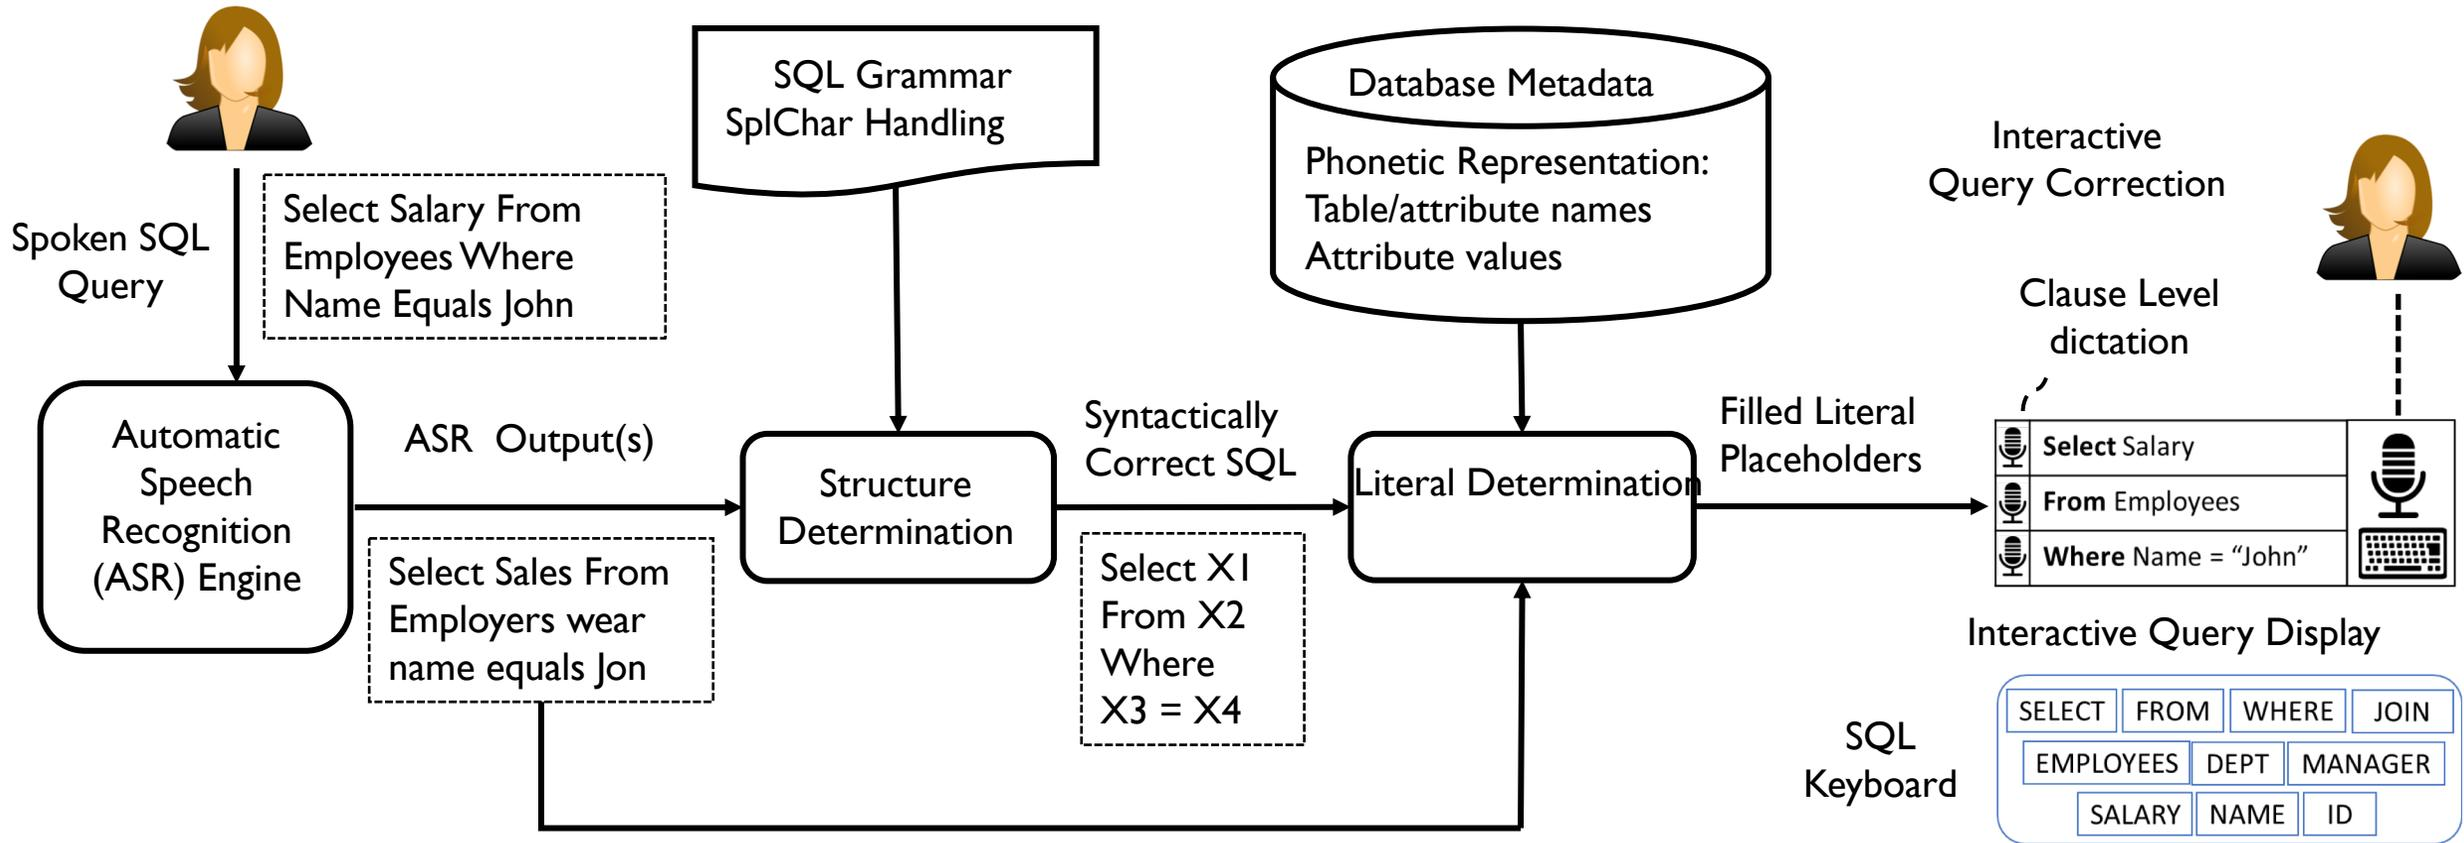 Spoken SQL
Query
Select Salary From
Employees Where
Name Equals John
SQL Grammar
SplChar Handling
Database Metadata
Phonetic Representation:
Table/attribute names
Attribute values
Interactive
Query Correction
Clause Level
dictation
Automatic
Speech
Recognition
(ASR) Engine
ASR Output(s)
Select Sales From
Employers wear
name equals Jon
Structure
Determination
Syntactically
Correct SQL
Select X1
From X2
Where
X3 = X4
Literal Determination
Filled Literal
Placeholders
Select Salary
From Employees
Where Name = “John”
Interactive Query Display
SQL
Keyboard
SELECT FROM WHERE JOIN
EMPLOYEES DEPT MANAGER
SALARY NAME ID